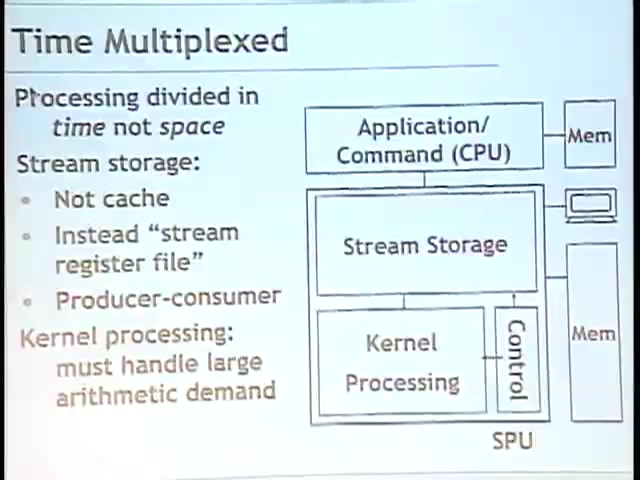 Time Multiplexed
Processing divided in
time not space
Stream storage:
Not cache
Instead “stream
register file”
Producer-consumer
Kernel processing:
must handle large
arithmetic demand
Application/
Command (CPU)
Mem
Stream Storage
Kernel
Processing
Control
Mem
SPU